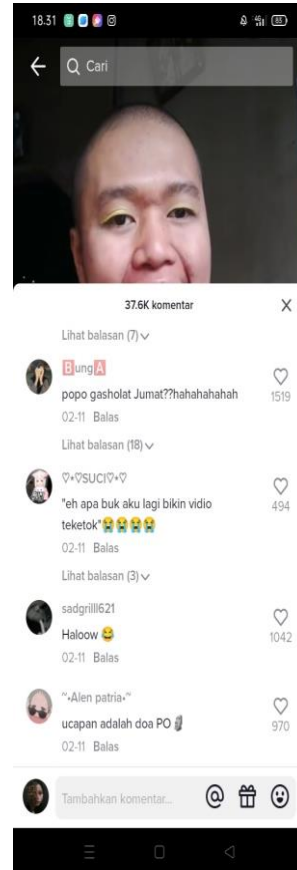 18.31
85
Cari
37.6K komentar
Lihat balasan (7)
🅱ung🅰
popo gasholat Jumat??hahahahahah
1519
02-11 Balas
Lihat balasan (18)
♡•♡SUCI♡•♡
"eh apa buk aku lagi bikin vidio
teketok"😭😭😭😭
494
02-11 Balas
Lihat balasan (3)
sadgrilll621
Haloow 😂
1042
02-11 Balas
~•Alen patria•~
ucapan adalah doa PO
970
02-11 Balas
Tambahkan komentar...